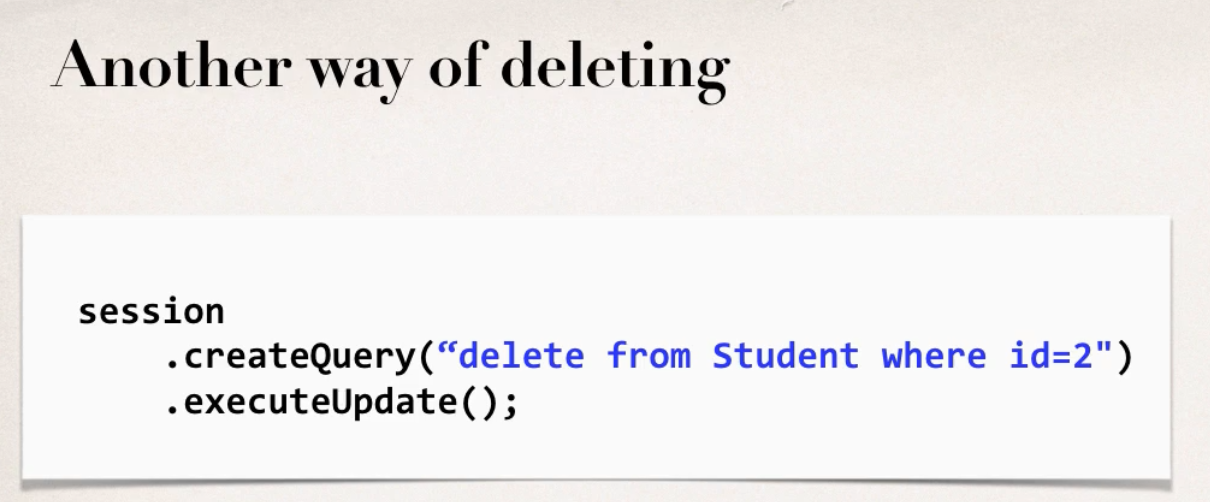 Another way of deleting
session
.createQuery(“delete from Student where id=2")
.executeUpdate();